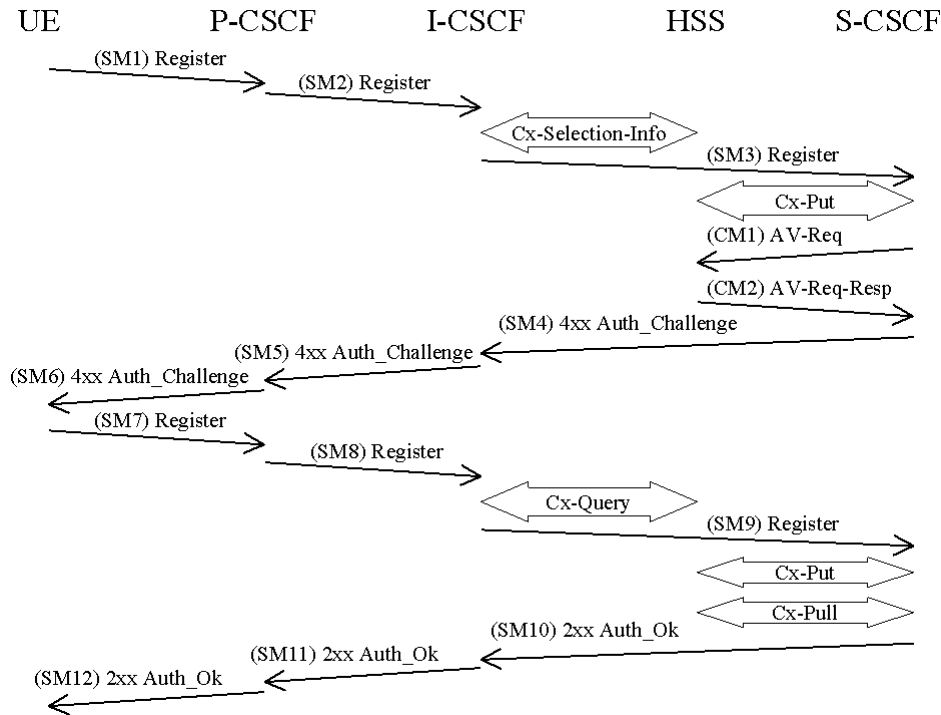 UE P-CSCF I-CSCF HSS S-CSCF
(SM1) Register
(SM2) Register
Cx-Selection-Info
(SM3) Register
Cx-Put
(CM1) AV-Req
(CM2) AV-Req-Resp
(SM4) 4xx Auth_Challenge
(SM5) 4xx Auth_Challenge
(SM6) 4xx Auth_Challenge
(SM7) Register
(SM8) Register
Cx-Query
(SM9) Register
Cx-Put
Cx-Pull
(SM10) 2xx Auth_Ok
(SM11) 2xx Auth_Ok
(SM12) 2xx Auth_Ok